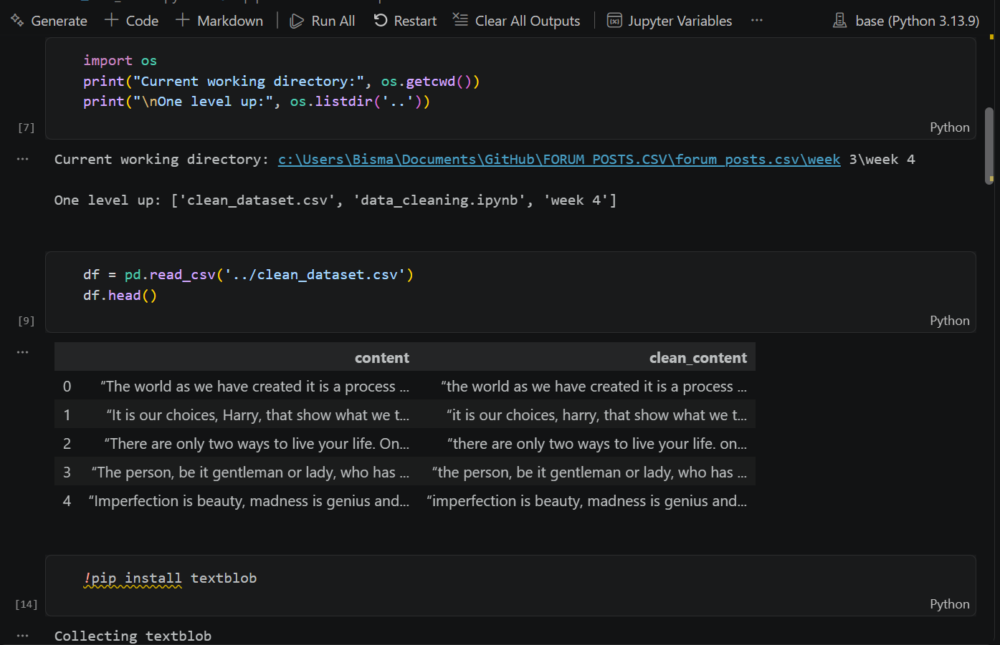 Generate + Code + Markdown Run All Restart Clear All Outputs Jupyter Variables ... base (Python 3.13.9)
import os
print("Current working directory:", os.getcwd())
print("\nOne level up:", os.listdir('..'))
[7]
Python
... Current working directory: c:\Users\Bisma\Documents\GitHub\FORUM_POSTS.CSV\forum_posts.csv\week 3\week 4
One level up: ['clean_dataset.csv', 'data_cleaning.ipynb', 'week 4']
df = pd.read_csv('../clean_dataset.csv')
df.head()
[9]
Python
...
content clean_content
0 “The world as we have created it is a process ... “the world as we have created it is a process ...
1 “It is our choices, Harry, that show what we t... “it is our choices, harry, that show what we t...
2 “There are only two ways to live your life. On... “there are only two ways to live your life. on...
3 “The person, be it gentleman or lady, who has ... “the person, be it gentleman or lady, who has ...
4 “Imperfection is beauty, madness is genius and... “imperfection is beauty, madness is genius and...
!pip install textblob
[14]
Python
... Collecting textblob